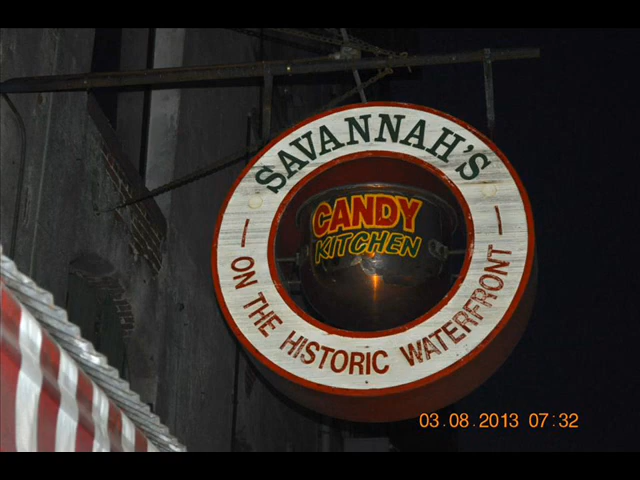 SAVANNAH'S
CANDY
KITCHEN
ON THE HISTORIC WATERFRONT
03.08.2013 07:32